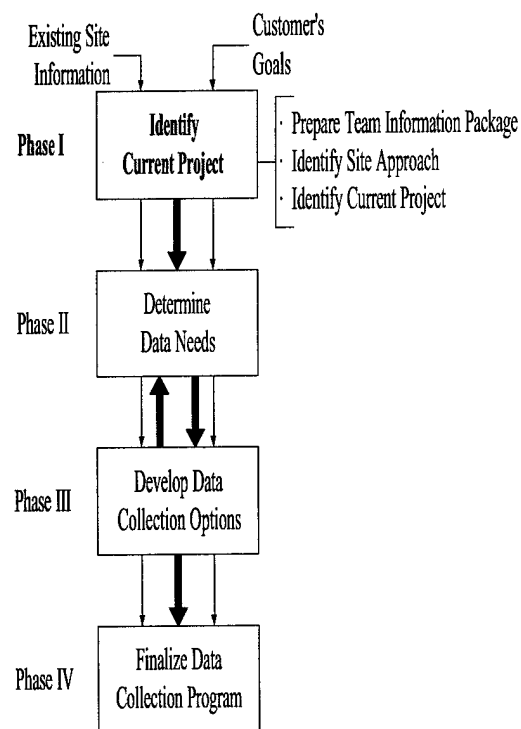 Existing Site
Information
Customer's
Goals
Phase I
Identify
Current Project
· Prepare Team Information Package
· Identify Site Approach
· Identify Current Project
Phase II
Determine
Data Needs
Phase III
Develop Data
Collection Options
Phase IV
Finalize Data
Collection Program